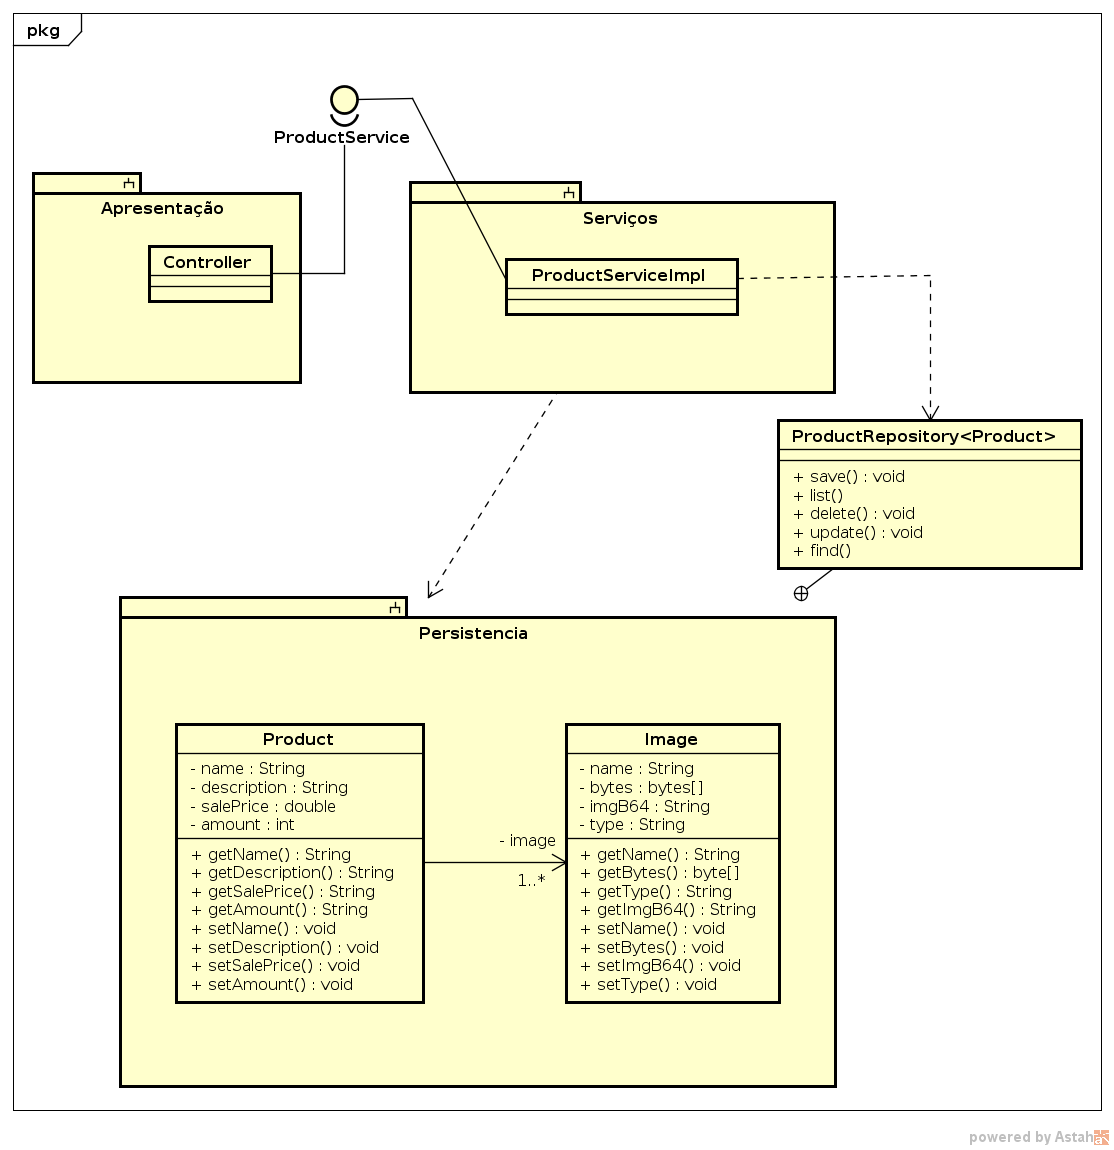 pkg
ProductService
Apresentação
Controller
Serviços
ProductServiceImpl
ProductRepository<Product>
+ save() : void
+ list()
+ delete() : void
+ update() : void
+ find()
Persistencia
Product
- name : String
- description : String
- salePrice : double
- amount : int
+ getName() : String
+ getDescription() : String
+ getSalePrice() : String
+ getAmount() : String
+ setName() : void
+ setDescription() : void
+ setSalePrice() : void
+ setAmount() : void
- image
1..*
Image
- name : String
- bytes : bytes[]
- imgB64 : String
- type : String
+ getName() : String
+ getBytes() : byte[]
+ getType() : String
+ getImgB64() : String
+ setName() : void
+ setBytes() : void
+ setImgB64() : void
+ setType() : void
powered by Astah